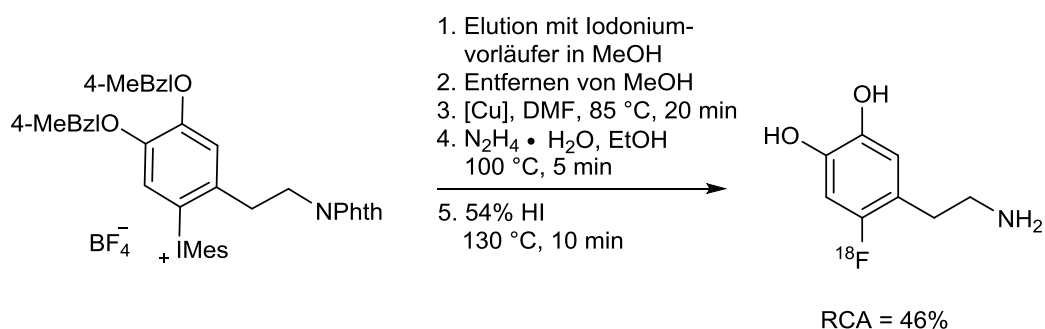 1. Elution mit Iodonium-
vorläufer in MeOH
2. Entfernen von MeOH
3. [Cu], DMF, 85 °C, 20 min
4. N₂H₄ • H₂O, EtOH
100 °C, 5 min
5. 54% HI
130 °C, 10 min
4-MeBzlO
4-MeBzlO
NPhth
BF₄⁻
+ IMes
OH
HO
NH₂
¹⁸F
RCA = 46%